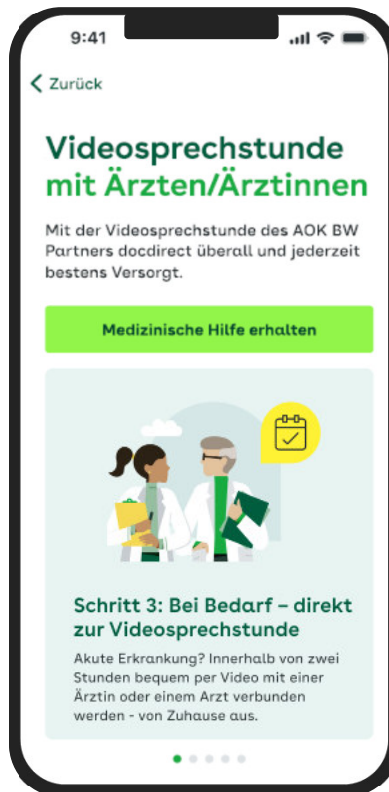 9:41
Zurück
Videosprechstunde
mit Ärzten/Ärztinnen
Mit der Videosprechstunde des AOK BW
Partners docdirect überall und jederzeit
bestens Versorgt.
Medizinische Hilfe erhalten
Schritt 3: Bei Bedarf – direkt
zur Videosprechstunde
Akute Erkrankung? Innerhalb von zwei
Stunden bequem per Video mit einer
Ärztin oder einem Arzt verbunden
werden - von Zuhause aus.